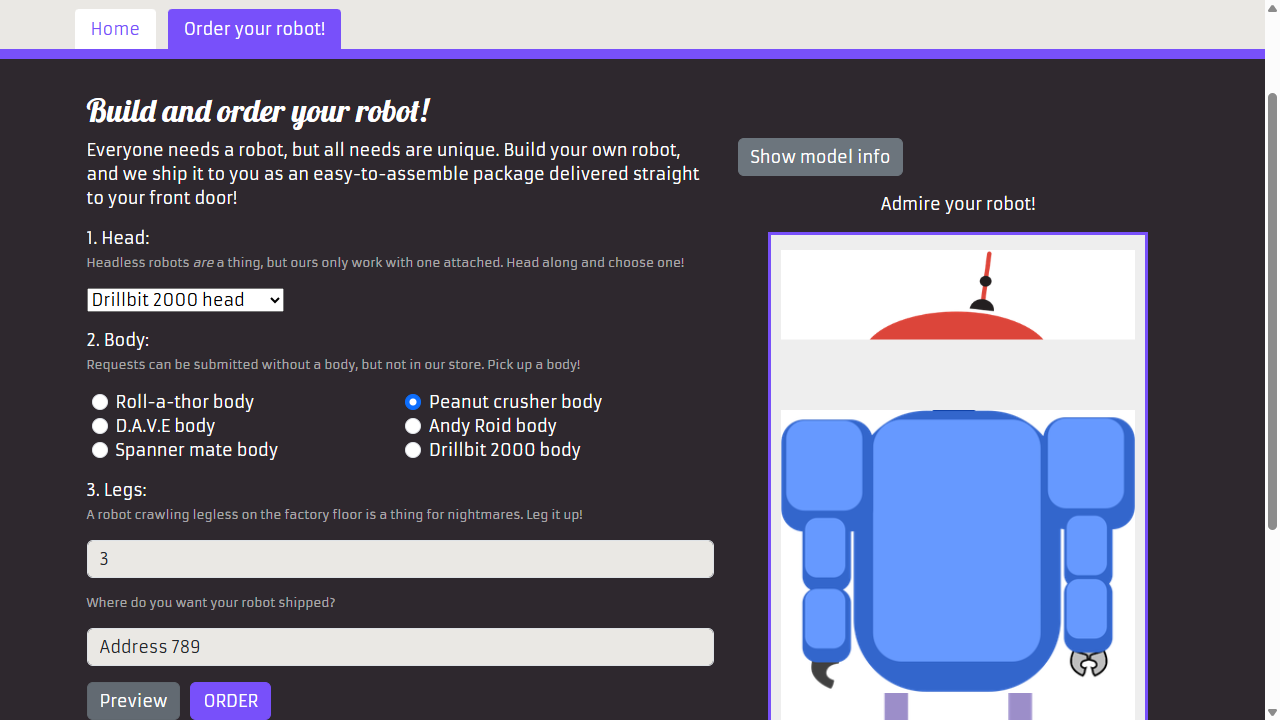 Home
Order your robot!
Build and order your robot!
Everyone needs a robot, but all needs are unique. Build your own robot,
and we ship it to you as an easy-to-assemble package delivered straight
to your front door!
1. Head:
Headless robots are a thing, but ours only work with one attached. Head along and choose one!
Drillbit 2000 head
2. Body:
Requests can be submitted without a body, but not in our store. Pick up a body!
Roll-a-thor body
Peanut crusher body
D.A.V.E body
Andy Roid body
Spanner mate body
Drillbit 2000 body
3. Legs:
A robot crawling legless on the factory floor is a thing for nightmares. Leg it up!
3
Where do you want your robot shipped?
Address 789
Preview
ORDER
Show model info
Admire your robot!